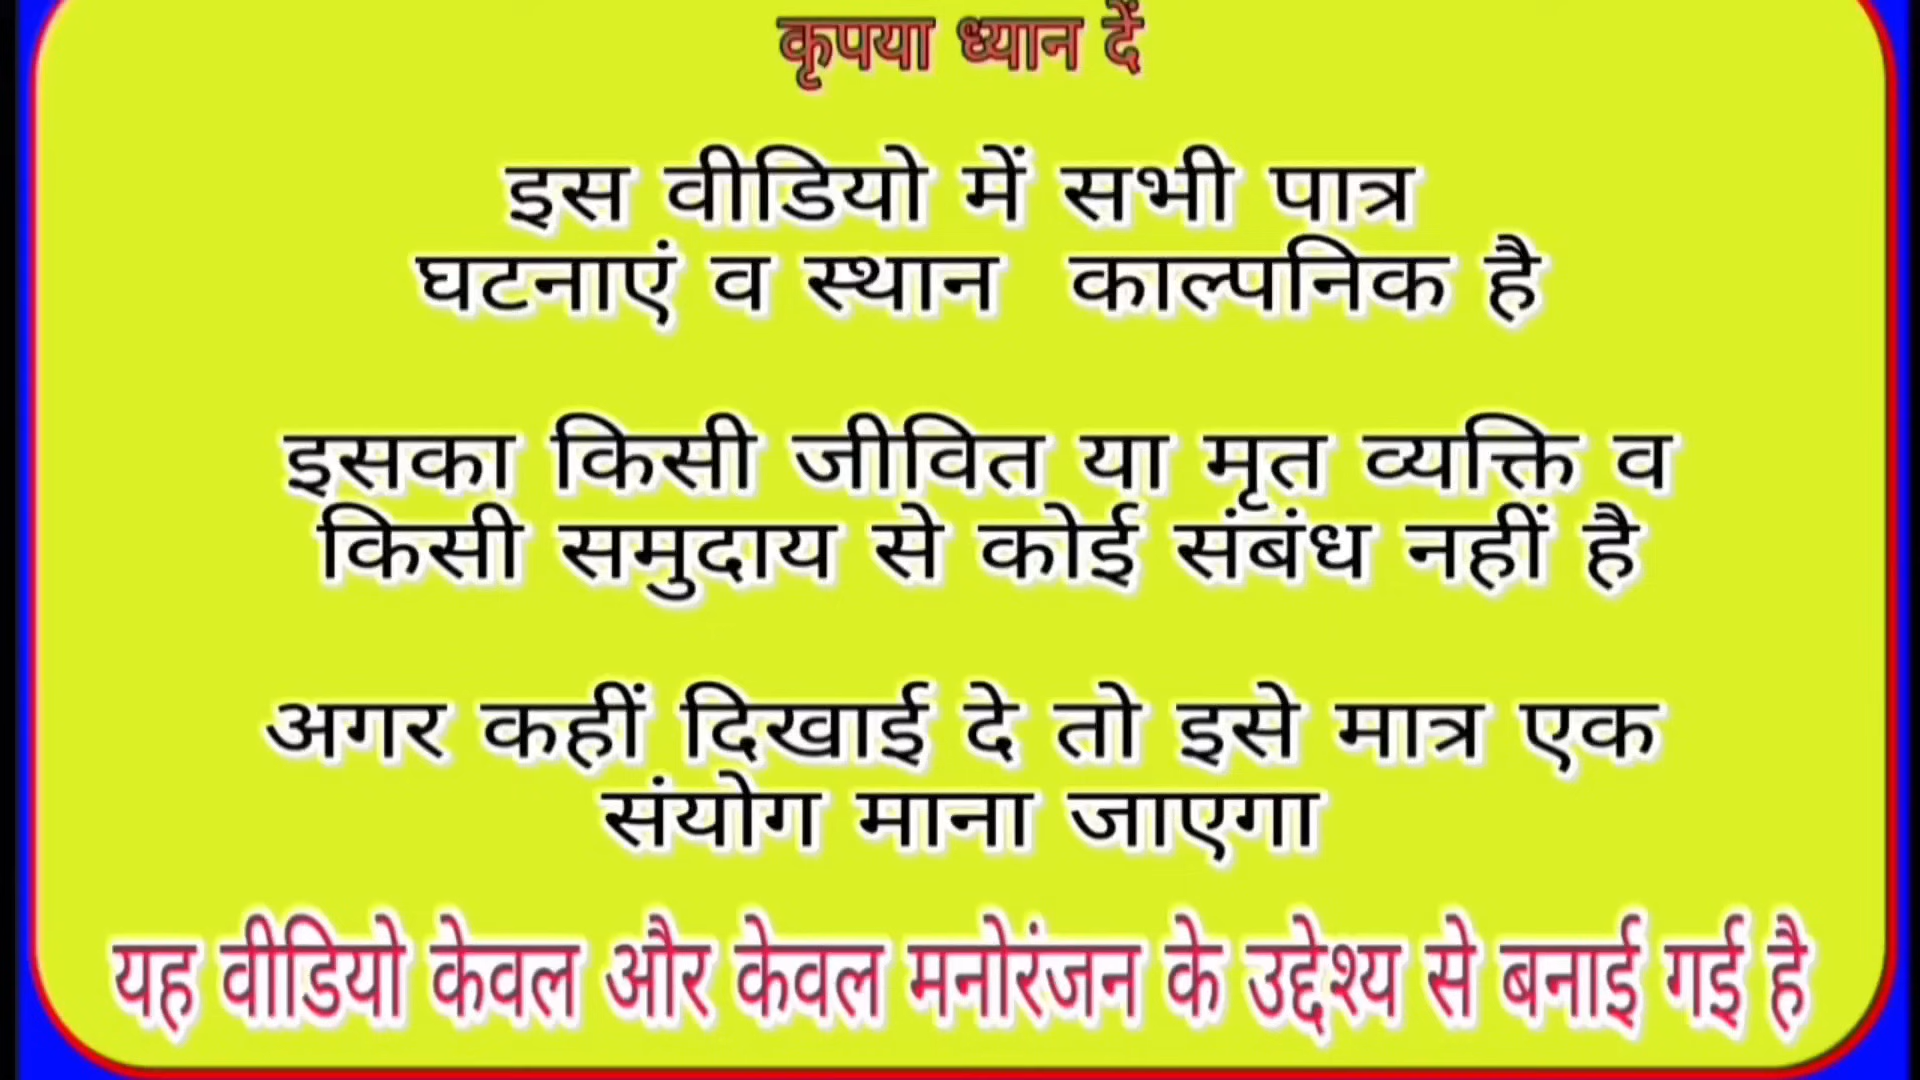 कृपया ध्यान दें
इस वीडियो में सभी पात्र
घटनाएं व स्थान काल्पनिक है
इसका किसी जीवित या मृत व्यक्ति व
किसी समुदाय से कोई संबंध नहीं है
अगर कहीं दिखाई दे तो इसे मात्र एक
संयोग माना जाएगा
यह वीडियो केवल और केवल मनोरंजन के उद्देश्य से बनाई गई है